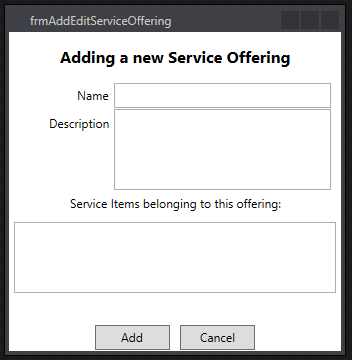 frmAddEditServiceOffering
Adding a new Service Offering
Name
Description
Service Items belonging to this offering:
Add
Cancel